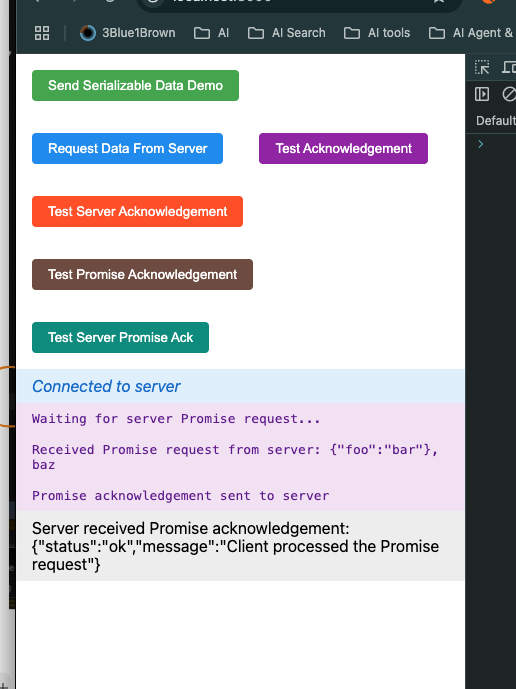 3Blue1Brown AI AI Search AI tools AI Agent &
Send Serializable Data Demo
Default
Request Data From Server Test Acknowledgement
Test Server Acknowledgement
Test Promise Acknowledgement
Test Server Promise Ack
Connected to server
Waiting for server Promise request...
Received Promise request from server: {"foo":"bar"},
baz
Promise acknowledgement sent to server
Server received Promise acknowledgement:
{"status":"ok","message":"Client processed the Promise
request"}